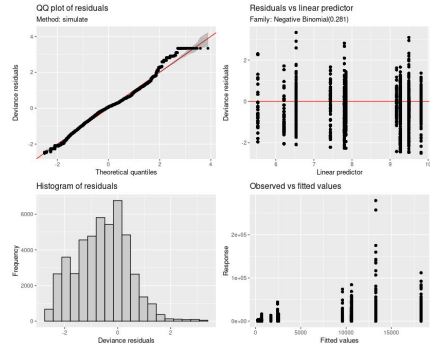 QQ plot of residuals
Method: simulate
Deviance residuals
4
2
0
-2
-2
0
2
4
Theoretical quantiles
Residuals vs linear predictor
Family: Negative Binomial(0.281)
Deviance residuals
2
0
-2
6
7
8
9
10
Linear predictor
Histogram of residuals
Frequency
6000
4000
2000
0
-2
0
2
Deviance residuals
Observed vs fitted values
Response
2e+05
1e+05
0e+00
0
5000
10000
15000
Fitted values